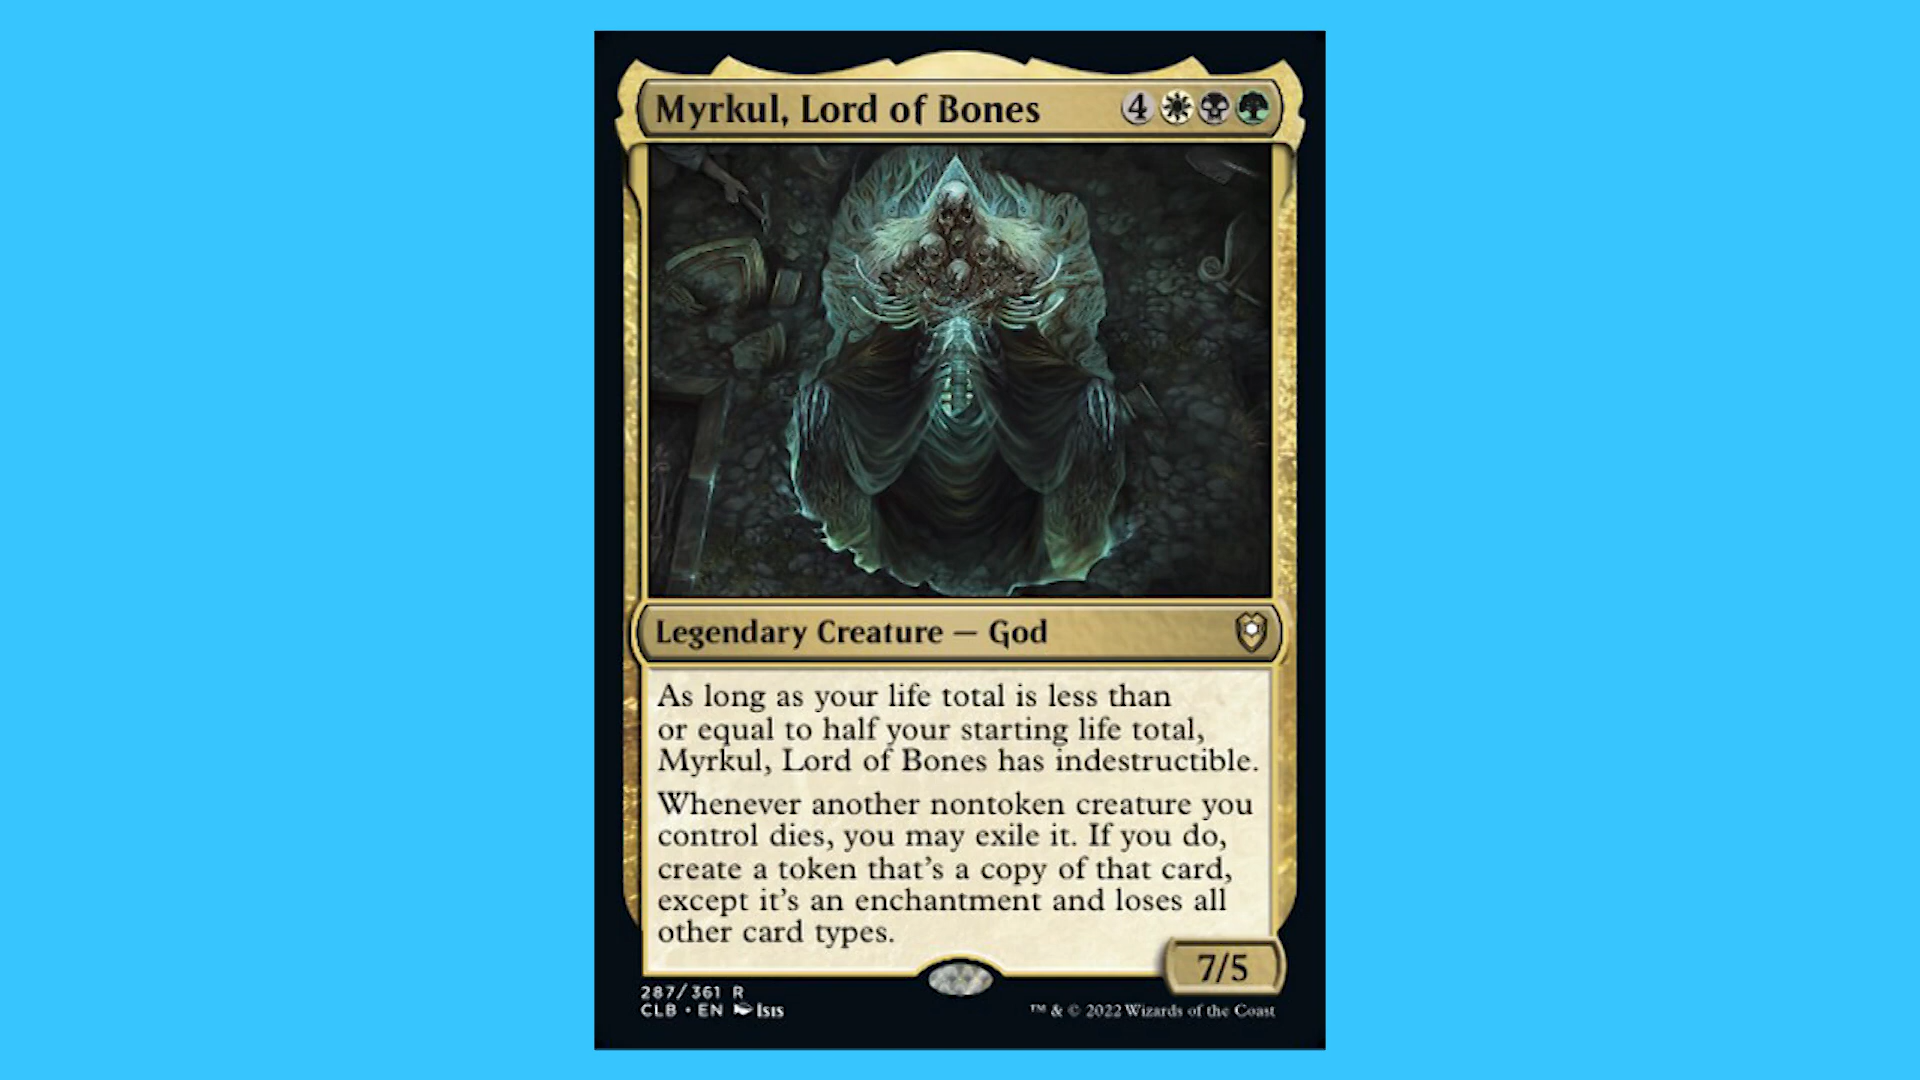 Myrkul, Lord of Bones 4
Legendary Creature — God
As long as your life total is less than
or equal to half your starting life total,
Myrkul, Lord of Bones has indestructible.
Whenever another nontoken creature you
control dies, you may exile it. If you do,
create a token that's a copy of that card,
except it's an enchantment and loses all
other card types.
7/5
287/361 R
CLB • EN Isis
™ & © 2022 Wizards of the Coast